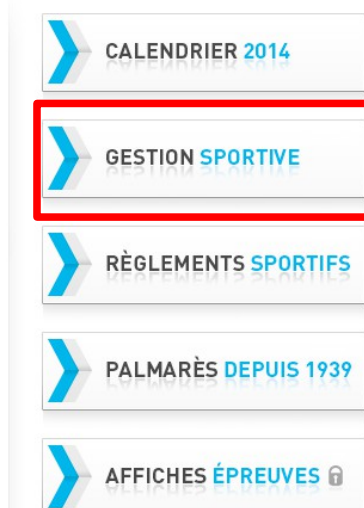 CALENDRIER 2014
GESTION SPORTIVE
RÈGLEMENTS SPORTIFS
PALMARÈS DEPUIS 1939
AFFICHES ÉPREUVES